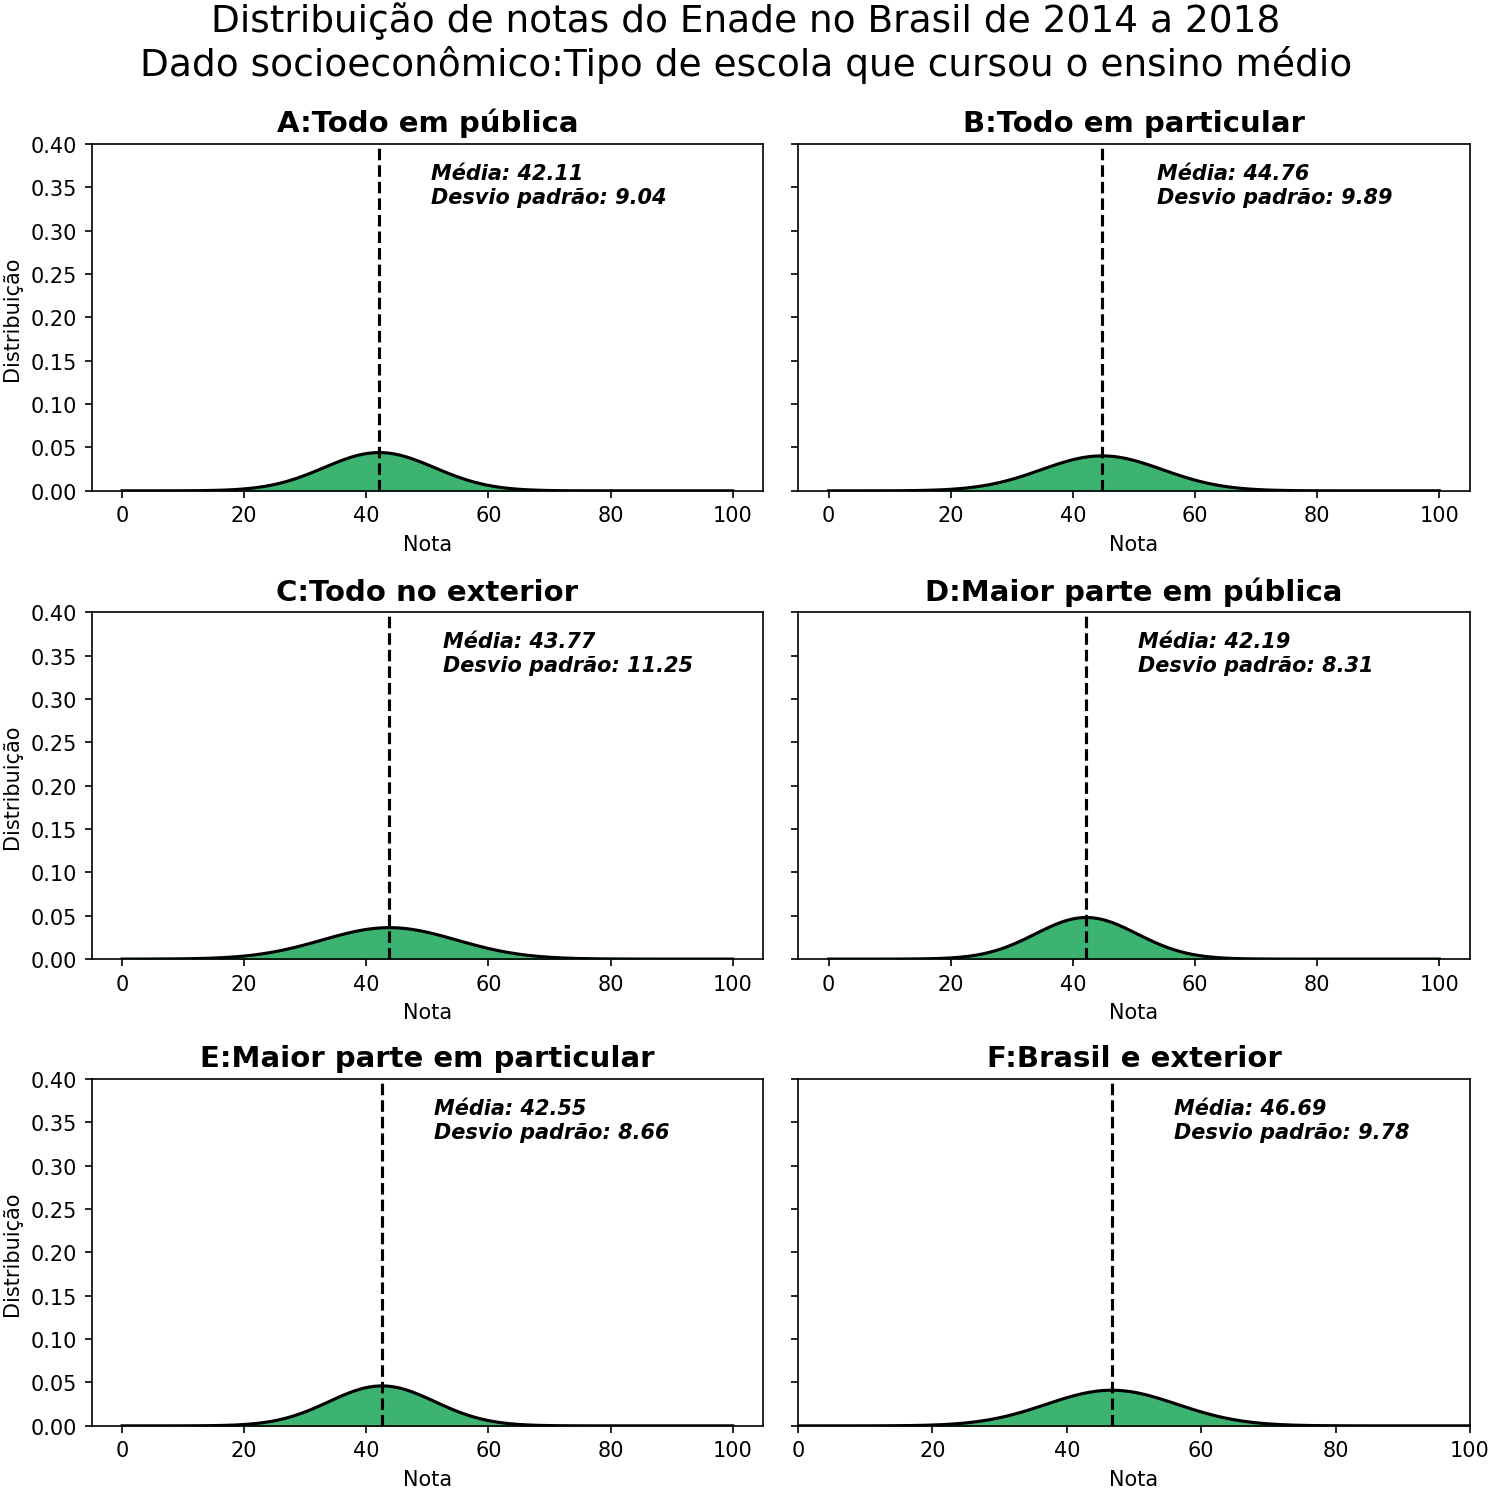 Distribuição de notas do Enade no Brasil de 2014 a 2018
Dado socioeconômico:Tipo de escola que cursou o ensino médio
A:Todo em pública
0.40
0.35
0.30
0.25
0.20
0.15
0.10
0.05
0.00
Distribuição
Média: 42.11
Desvio padrão: 9.04
0 20 40 60 80 100
Nota
B:Todo em particular
Média: 44.76
Desvio padrão: 9.89
0 20 40 60 80 100
Nota
C:Todo no exterior
0.40
0.35
0.30
0.25
0.20
0.15
0.10
0.05
0.00
Distribuição
Média: 43.77
Desvio padrão: 11.25
0 20 40 60 80 100
Nota
D:Maior parte em pública
Média: 42.19
Desvio padrão: 8.31
0 20 40 60 80 100
Nota
E:Maior parte em particular
0.40
0.35
0.30
0.25
0.20
0.15
0.10
0.05
0.00
Distribuição
Média: 42.55
Desvio padrão: 8.66
0 20 40 60 80 100
Nota
F:Brasil e exterior
Média: 46.69
Desvio padrão: 9.78
0 20 40 60 80 100
Nota